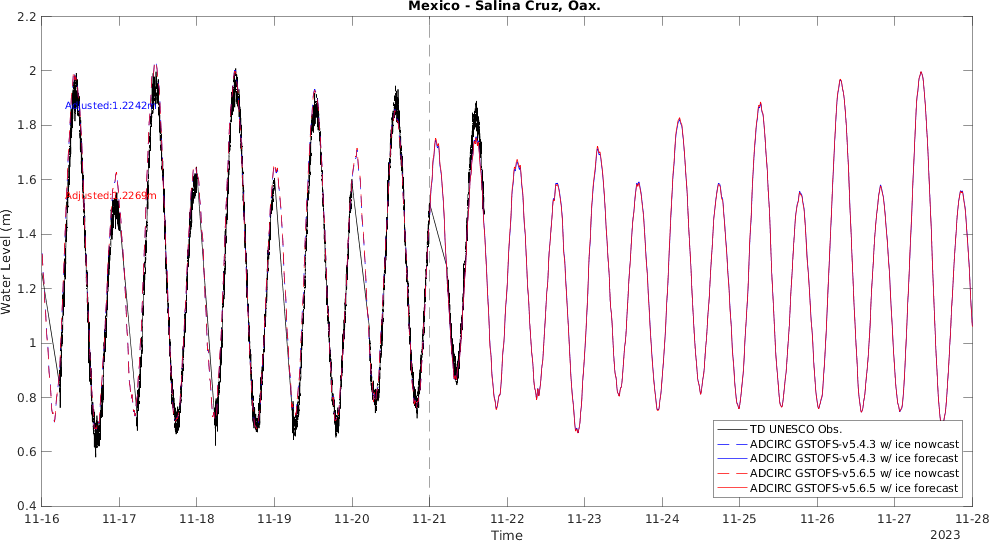 Mexico - Salina Cruz, Oax.
Water Level (m)
2.2
2
1.8
1.6
1.4
1.2
1
0.8
0.6
0.4
Adjusted:1.2242m
Adjusted:1.2269m
TD UNESCO Obs.
ADCIRC GSTOFS-v5.4.3 w/ ice nowcast
ADCIRC GSTOFS-v5.4.3 w/ ice forecast
ADCIRC GSTOFS-v5.6.5 w/ ice nowcast
ADCIRC GSTOFS-v5.6.5 w/ ice forecast
11-16 11-17 11-18 11-19 11-20 11-21 11-22 11-23 11-24 11-25 11-26 11-27 11-28
Time
2023